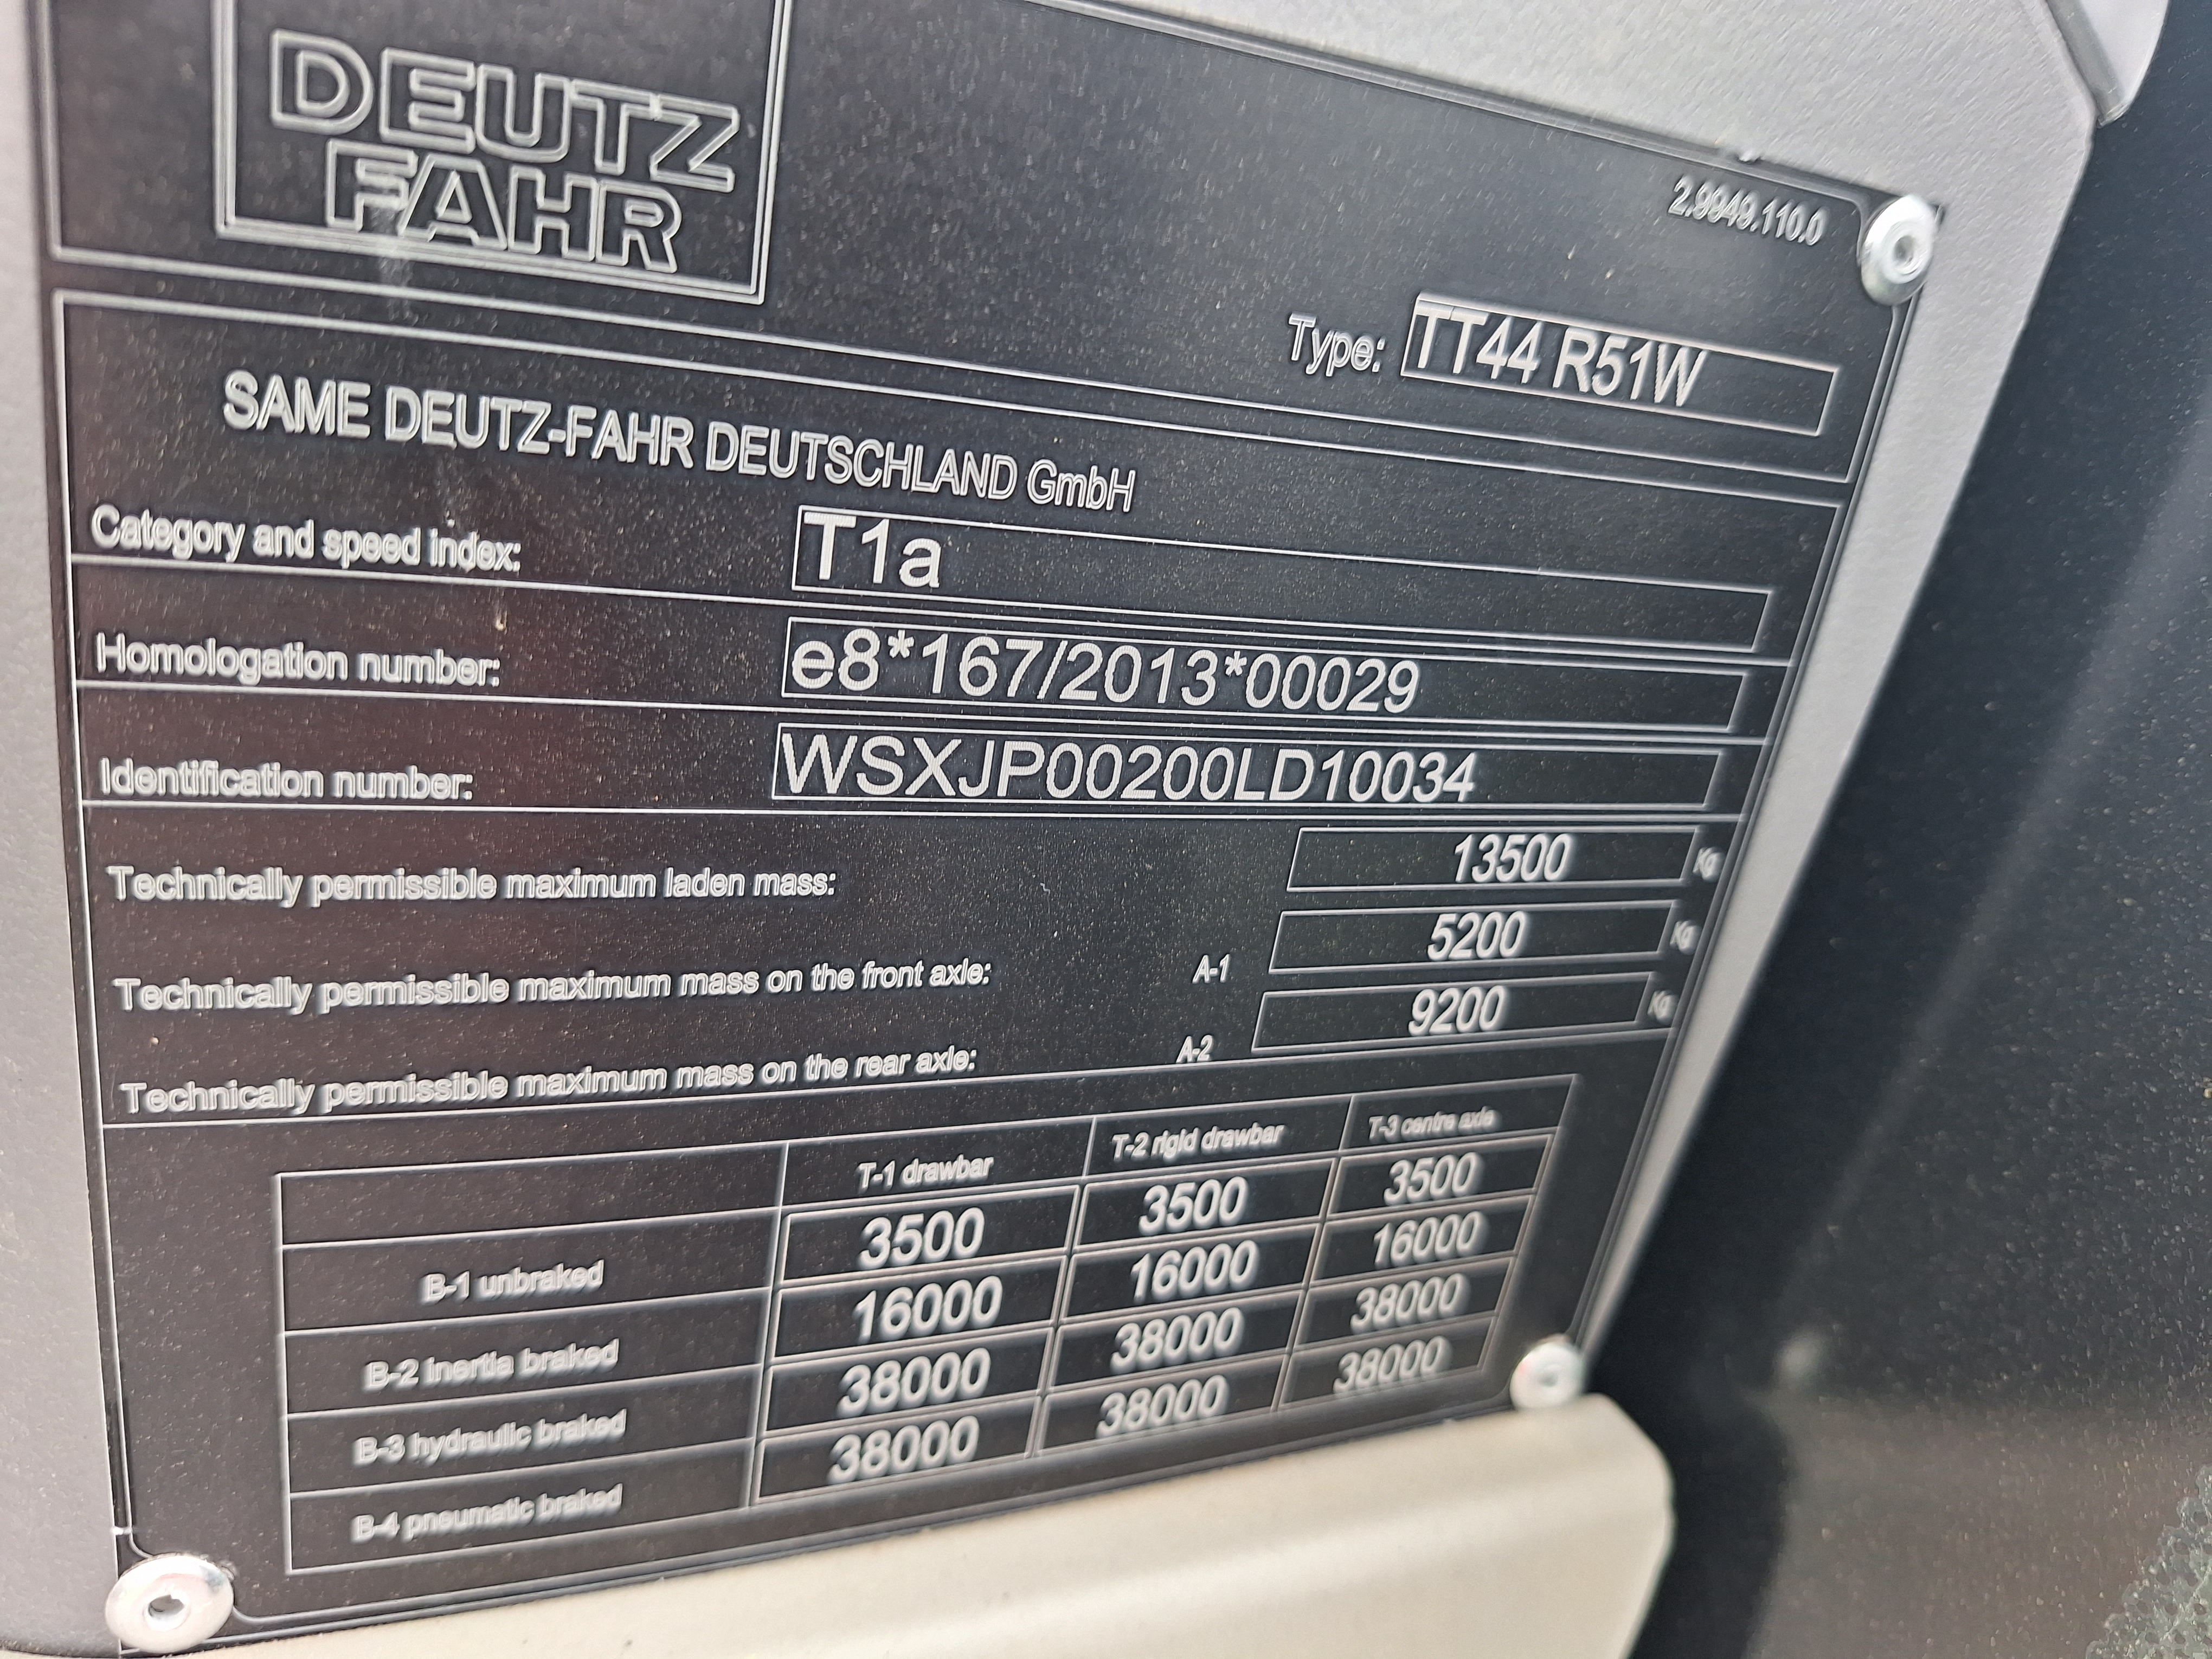 DEUTZ
FAHR
2.9949.110.0
Type: TT44 R51W
SAME DEUTZ-FAHR DEUTSCHLAND GmbH
Category and speed index: T1a
Homologation number: e8*167/2013*00029
Identification number: WSXJP00200LD10034
Technically permissible maximum laden mass: 13500 Kg
Technically permissible maximum mass on the front axle: A-1 5200 Kg
Technically permissible maximum mass on the rear axle: A-2 9200 Kg
T-1 drawbar T-2 rigid drawbar T-3 centre axle
B-1 unbraked 3500 3500 3500
B-2 inertia braked 16000 16000 16000
B-3 hydraulic braked 38000 38000 38000
B-4 pneumatic braked 38000 38000 38000